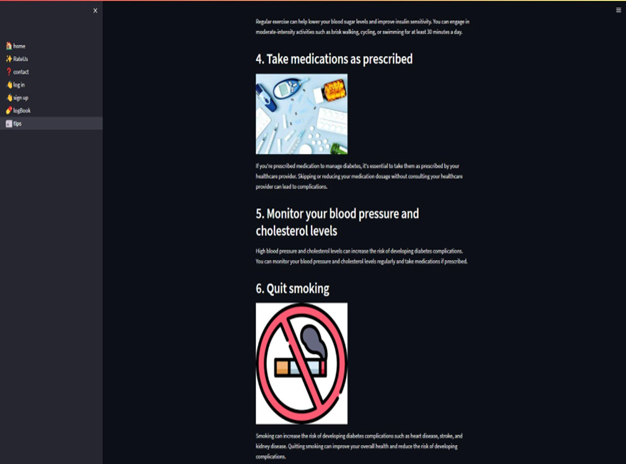 home
RateUs
contact
log in
sign up
logBook
tips
Regular exercise can help lower your blood sugar levels and improve insulin sensitivity. You can engage in
moderate-intensity activities such as brisk walking, cycling, or swimming for at least 30 minutes a day.
4. Take medications as prescribed
If you're prescribed medication to manage diabetes, it's essential to take them as prescribed by your
healthcare provider. Skipping or reducing your medication dosage without consulting your healthcare
provider can lead to complications.
5. Monitor your blood pressure and
cholesterol levels
High blood pressure and cholesterol levels can increase the risk of developing diabetes complications.
You can monitor your blood pressure and cholesterol levels regularly and take medications if prescribed.
6. Quit smoking
Smoking can increase the risk of developing diabetes complications such as heart disease, stroke, and
kidney disease. Quitting smoking can improve your overall health and reduce the risk of developing
complications.